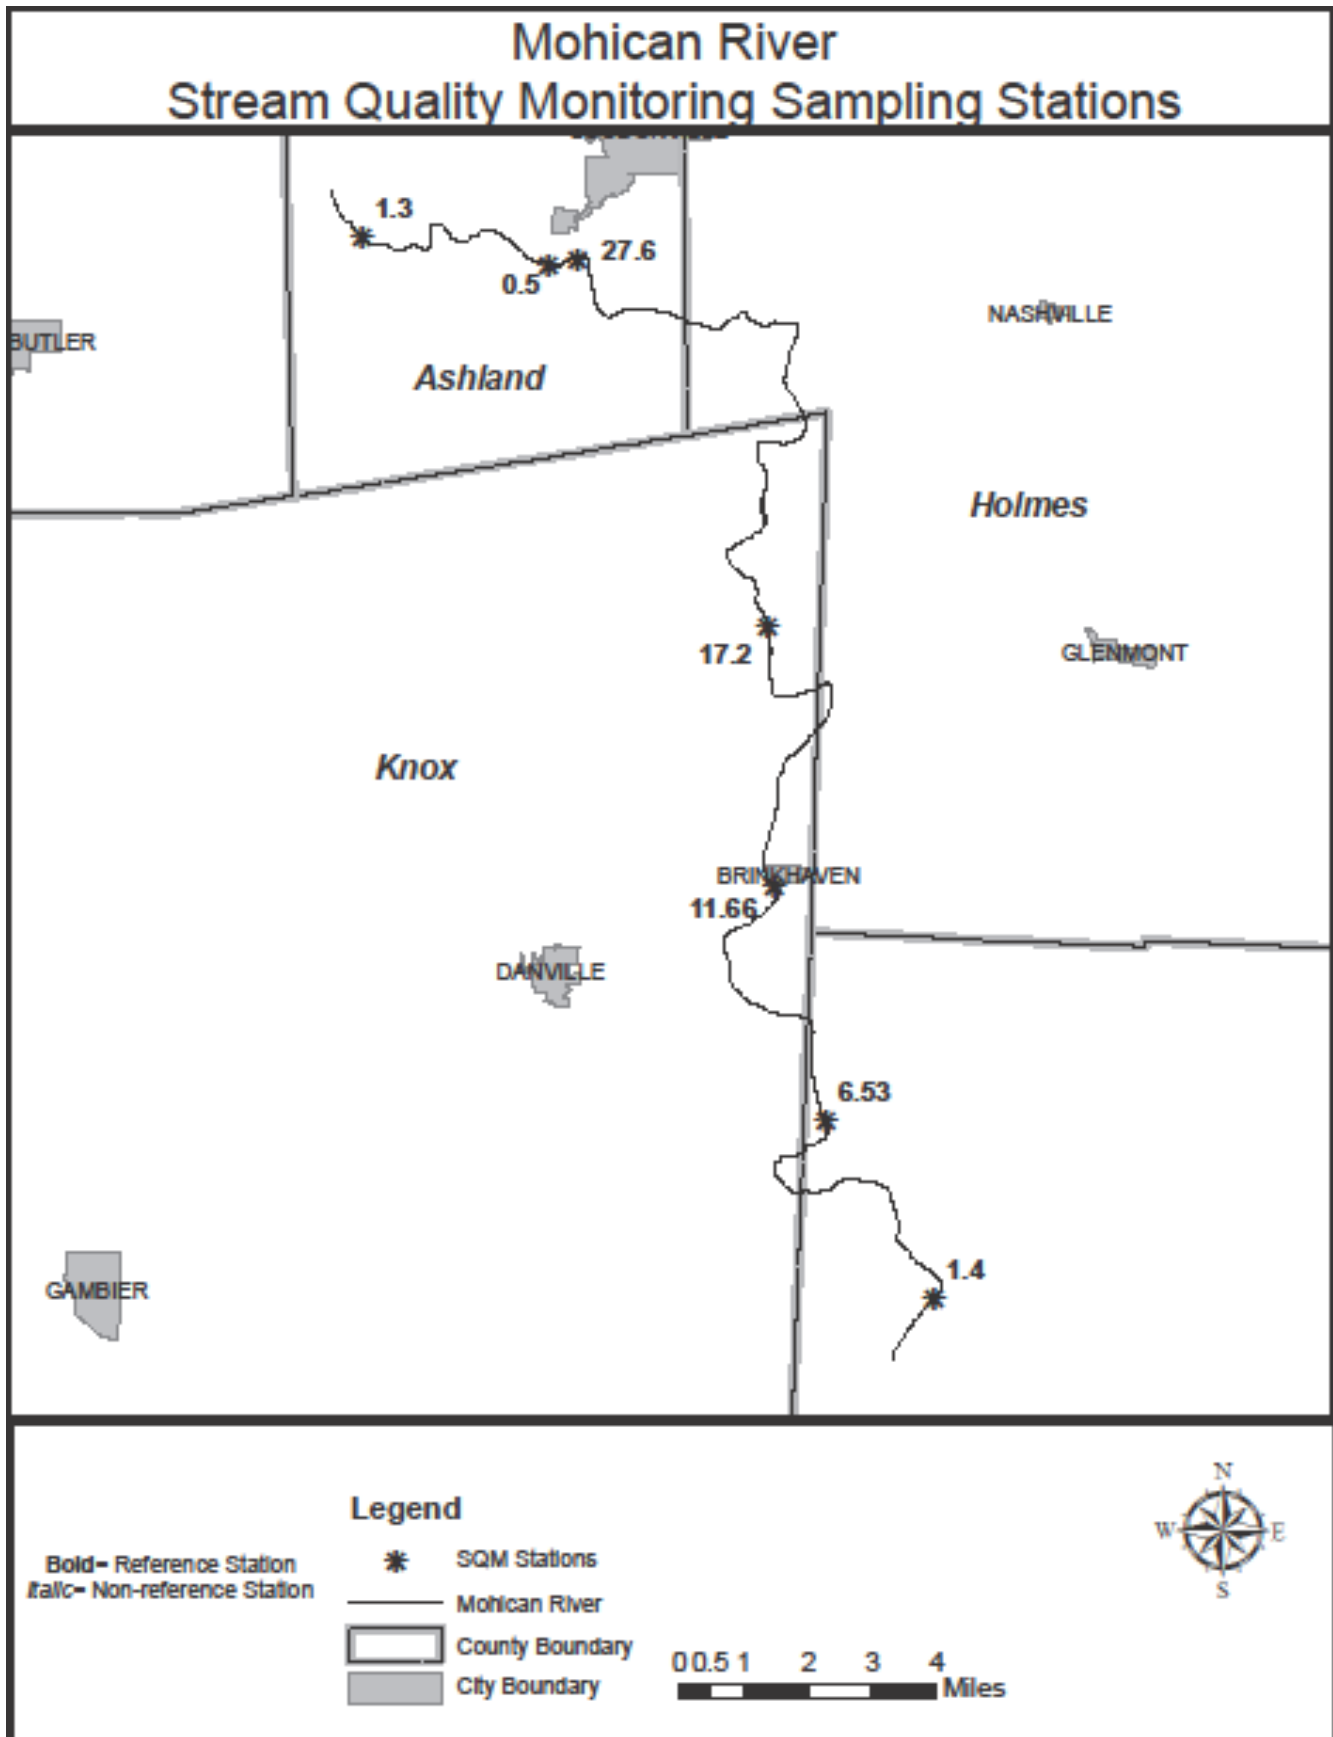 Mohican River
Stream Quality Monitoring Sampling Stations
1.3
27.6
0.5
NASHVILLE
BUTLER
Ashland
Holmes
17.2
GLENMONT
Knox
BRINKHAVEN
11.66
DANVILLE
6.53
1.4
GAMBIER
Legend
Bold= Reference Station
Italic= Non-reference Station
SQM Stations
Mohican River
County Boundary
City Boundary
0 0.5 1 2 3 4
Miles
N
W E
S